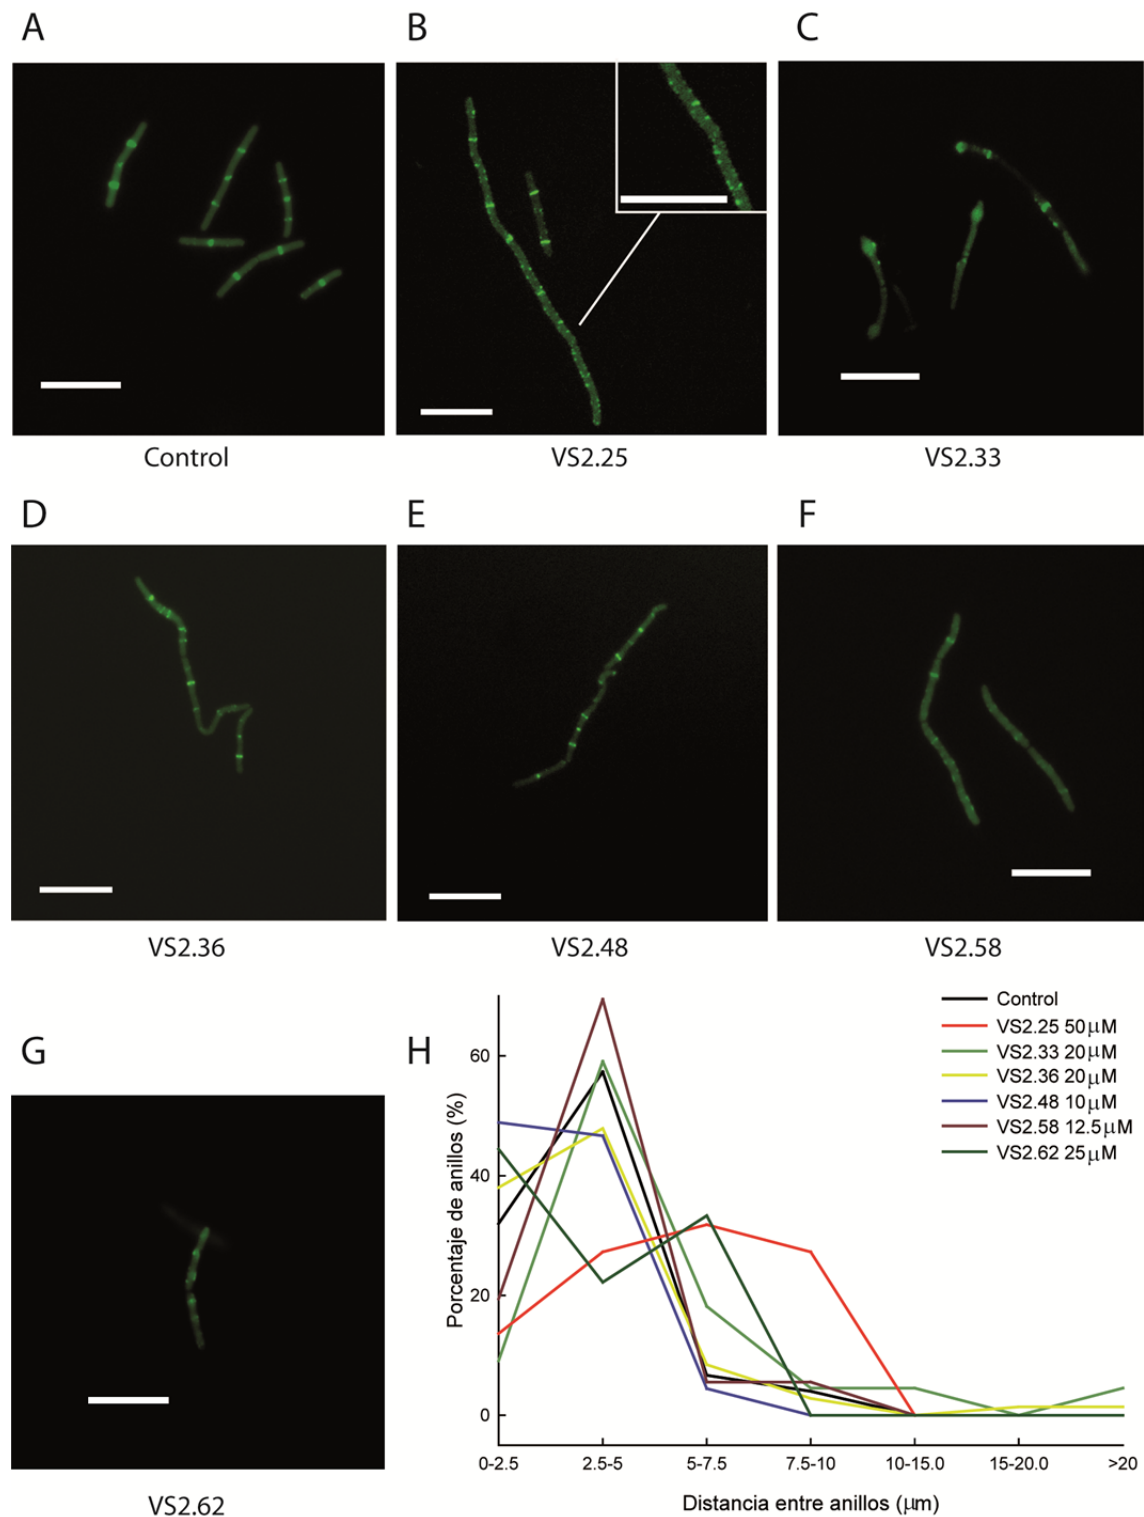 A
B
C
Control
VS2.25
VS2.33
D
E
F
VS2.36
VS2.48
VS2.58
G
VS2.62
H
Porcentaje de anillos (%)
60
40
20
0
0-2.5
2.5-5
5-7.5
7.5-10
10-15.0
15-20.0
>20
Distancia entre anillos (μm)
Control
VS2.25 50μM
VS2.33 20μM
VS2.36 20μM
VS2.48 10μM
VS2.58 12.5μM
VS2.62 25μM